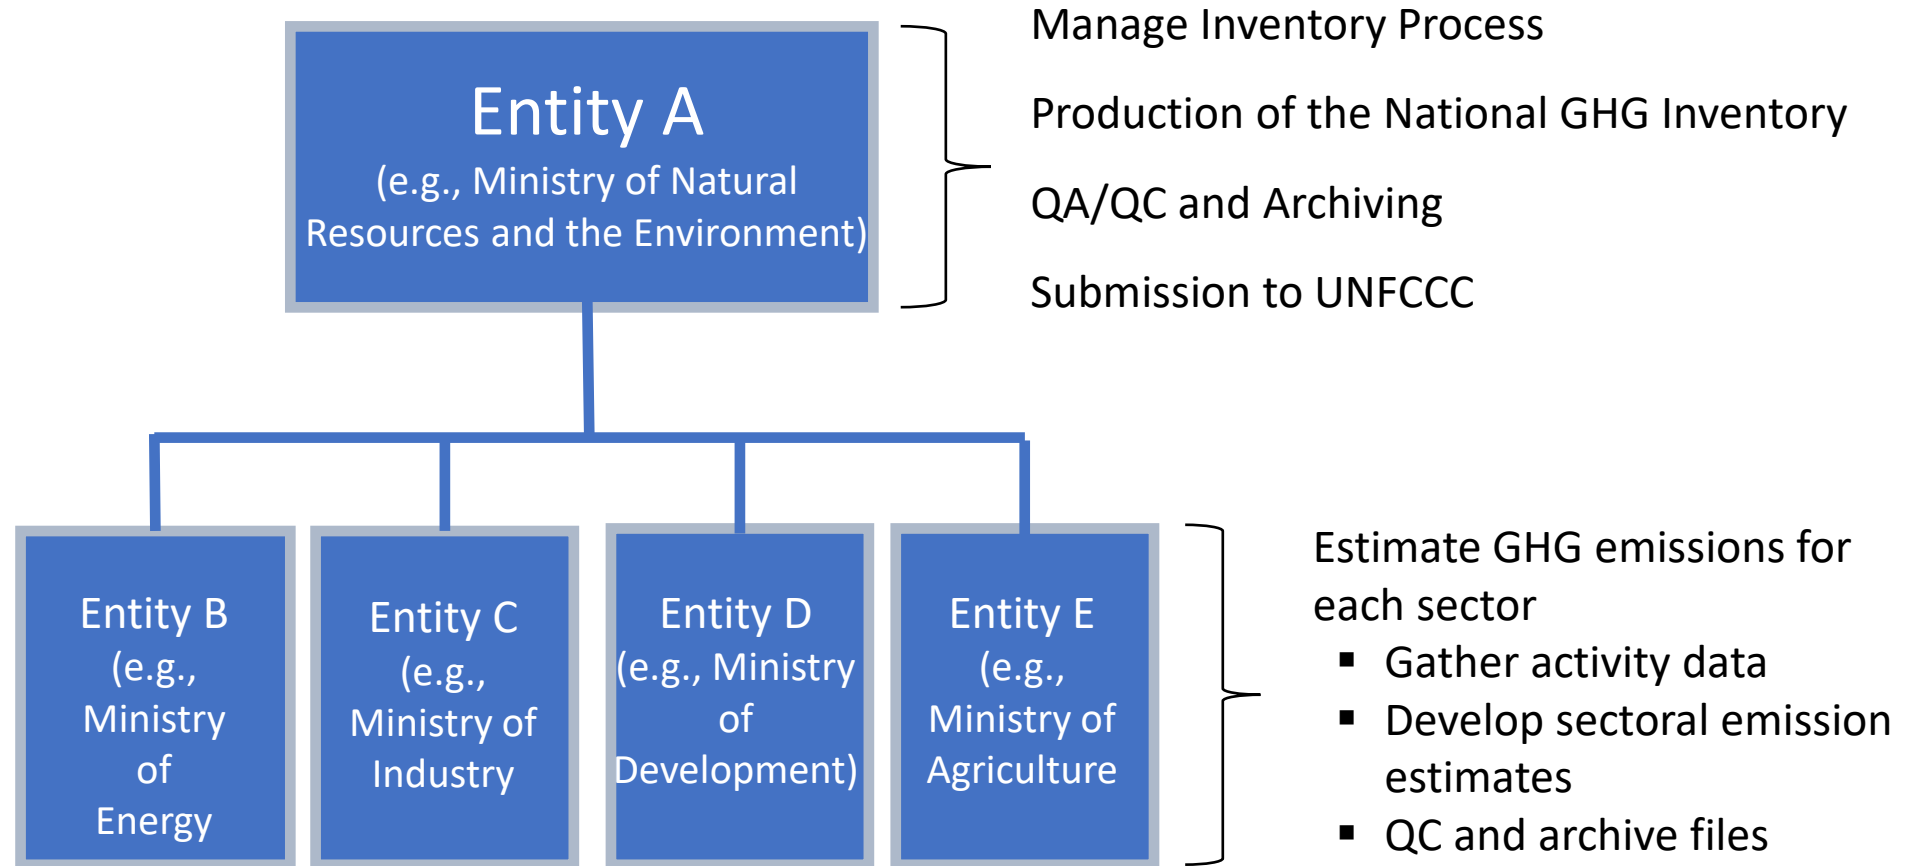 Entity A
(e.g., Ministry of Natural
Resources and the Environment)
Manage Inventory Process
Production of the National GHG Inventory
QA/QC and Archiving
Submission to UNFCCC
Entity B
(e.g.,
Ministry
of
Energy
Entity C
(e.g.,
Ministry of
Industry
Entity D
(e.g., Ministry
of
Development)
Entity E
(e.g.,
Ministry of
Agriculture
Estimate GHG emissions for
each sector
▪ Gather activity data
▪ Develop sectoral emission
estimates
▪ QC and archive files